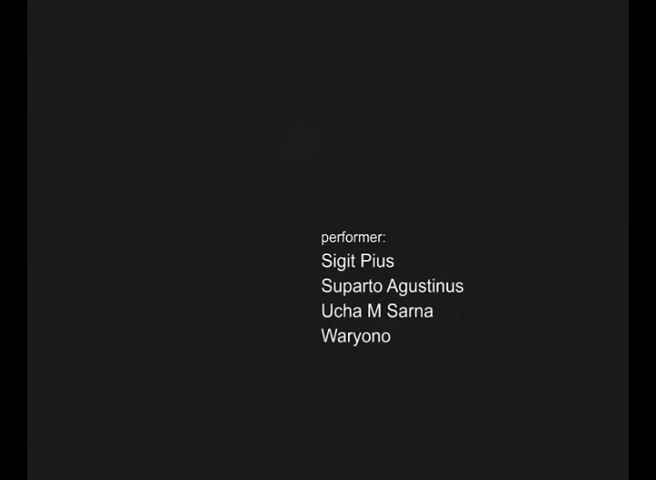 performer:
Sigit Pius
Suparto Agustinus
Ucha M Sarna
Waryono